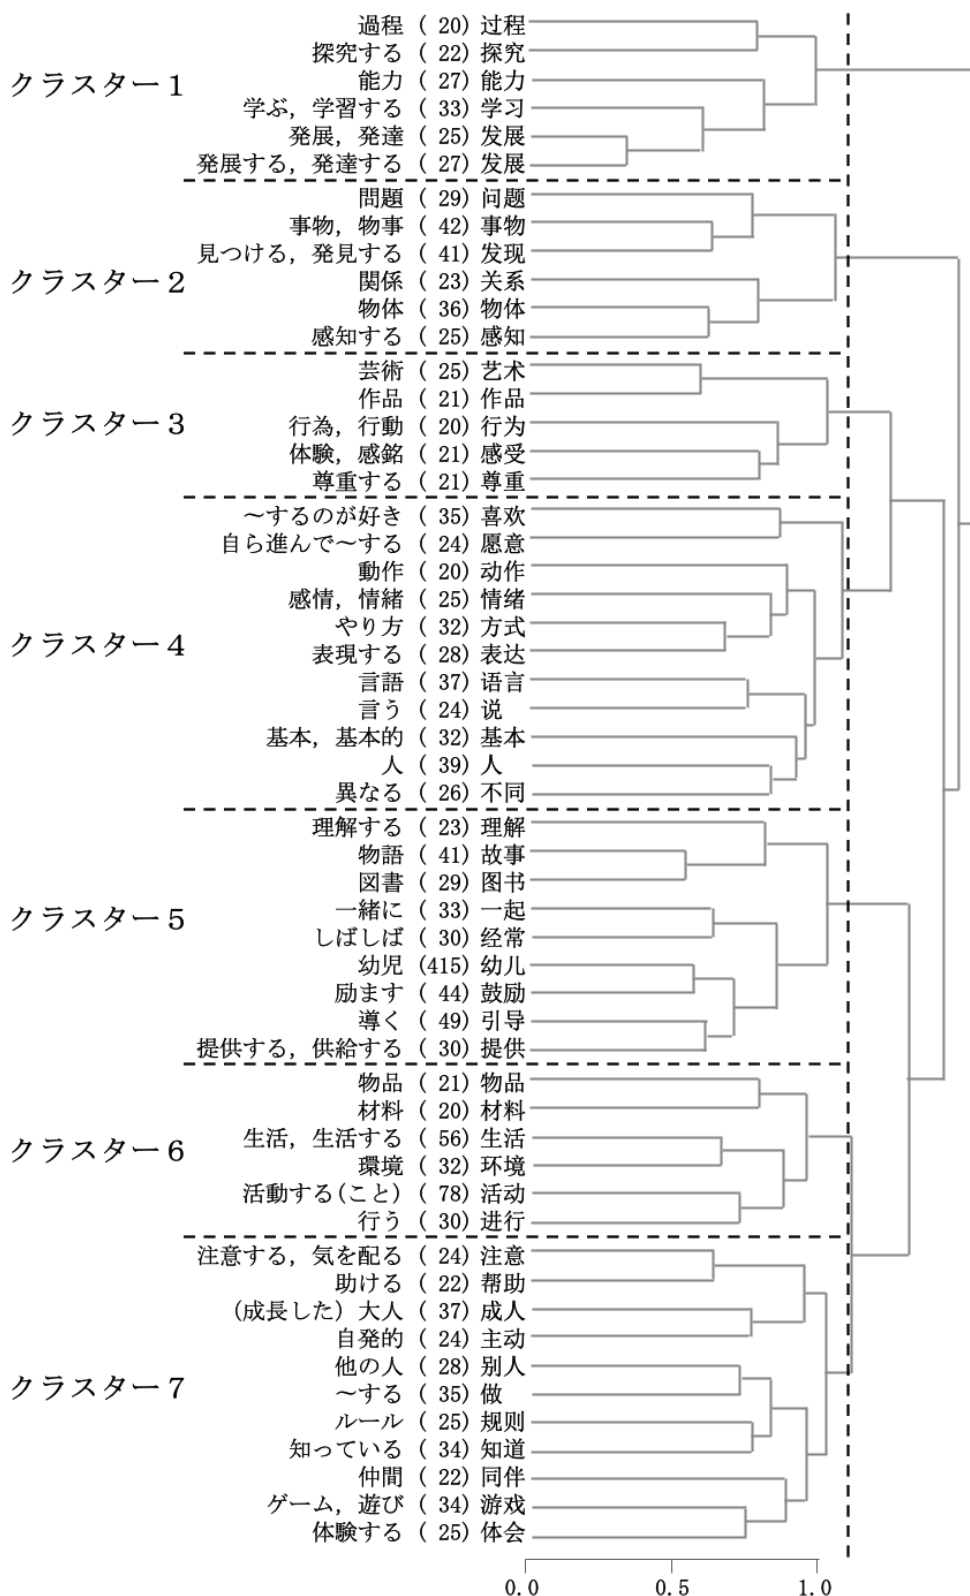 過程 ( 20) 过程
探究する ( 22) 探究
クラスター１
能力 ( 27) 能力
学ぶ，学習する ( 33) 学习
発展，発達 ( 25) 发展
発展する，発達する ( 27) 发展
問題 ( 29) 问题
事物，物事 ( 42) 事物
見つける，発見する ( 41) 发现
クラスター２
関係 ( 23) 关系
物体 ( 36) 物体
感知する ( 25) 感知
芸術 ( 25) 艺术
作品 ( 21) 作品
クラスター３
行為，行動 ( 20) 行为
体験，感銘 ( 21) 感受
尊重する ( 21) 尊重
～するのが好き ( 35) 喜欢
自ら進んで～する ( 24) 愿意
動作 ( 20) 动作
感情，情緒 ( 25) 情绪
やり方 ( 32) 方式
クラスター４
表現する ( 28) 表达
言語 ( 37) 语言
言う ( 24) 说
基本，基本的 ( 32) 基本
人 ( 39) 人
異なる ( 26) 不同
理解する ( 23) 理解
物語 ( 41) 故事
図書 ( 29) 图书
クラスター５
一緒に ( 33) 一起
しばしば ( 30) 经常
幼児 (415) 幼儿
励ます ( 44) 鼓励
導く ( 49) 引导
提供する，供給する ( 30) 提供
物品 ( 21) 物品
材料 ( 20) 材料
クラスター６
生活，生活する ( 56) 生活
環境 ( 32) 环境
活動する(こと) ( 78) 活动
行う ( 30) 进行
注意する，気を配る ( 24) 注意
助ける ( 22) 帮助
(成長した) 大人 ( 37) 成人
自発的 ( 24) 主动
他の人 ( 28) 别人
クラスター７
～する ( 35) 做
ルール ( 25) 规则
知っている ( 34) 知道
仲間 ( 22) 同伴
ゲーム，遊び ( 34) 游戏
体験する ( 25) 体会
0.0 0.5 1.0